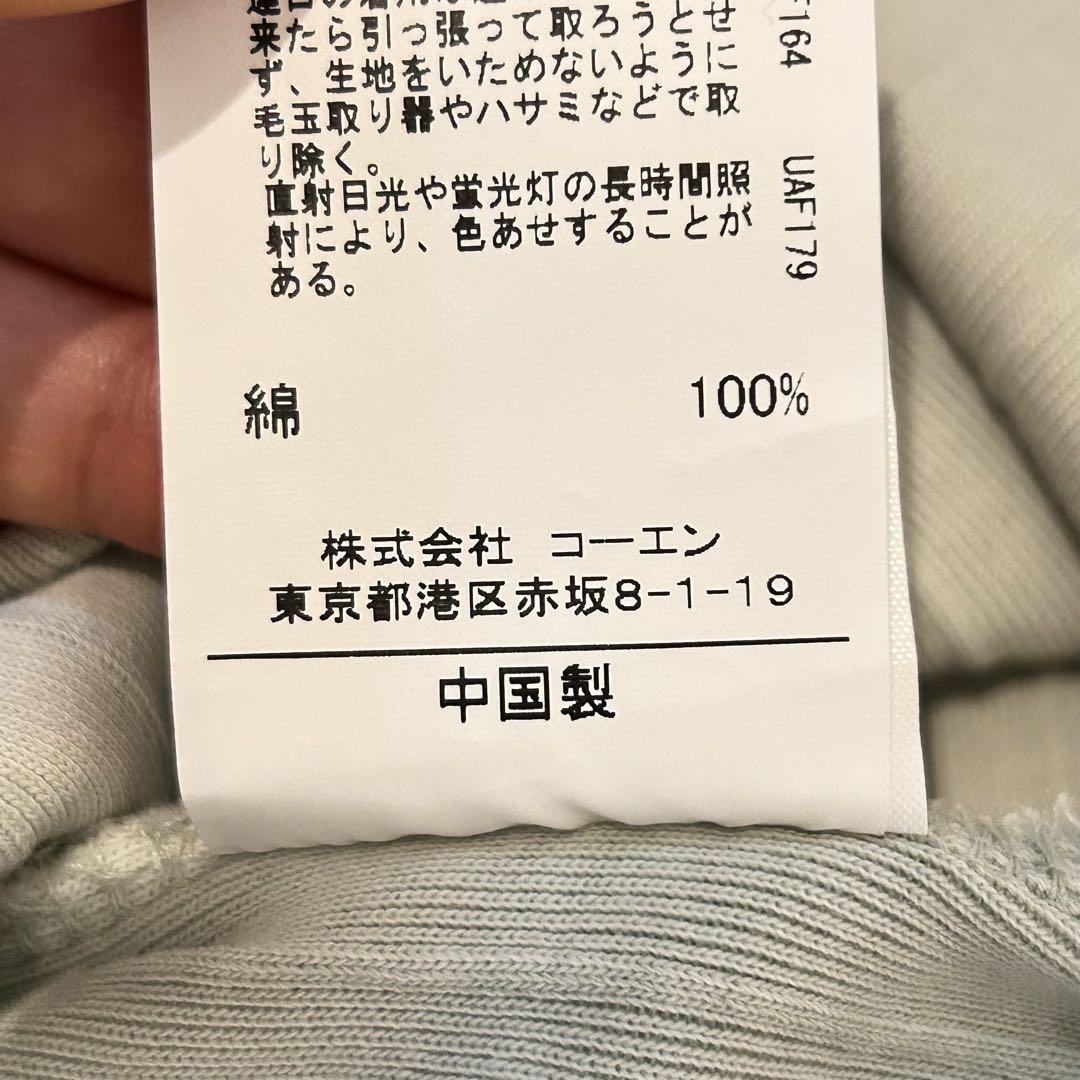 来たら引っ張って取ろうとせ
ず、生地をいためないように
毛玉取り器やハサミなどで取
り除く。
直射日光や蛍光灯の長時間照
射により、色あせすることが
ある。
164
UAF179
綿 100%
株式会社 コーエン
東京都港区赤坂8-1-19
中国製